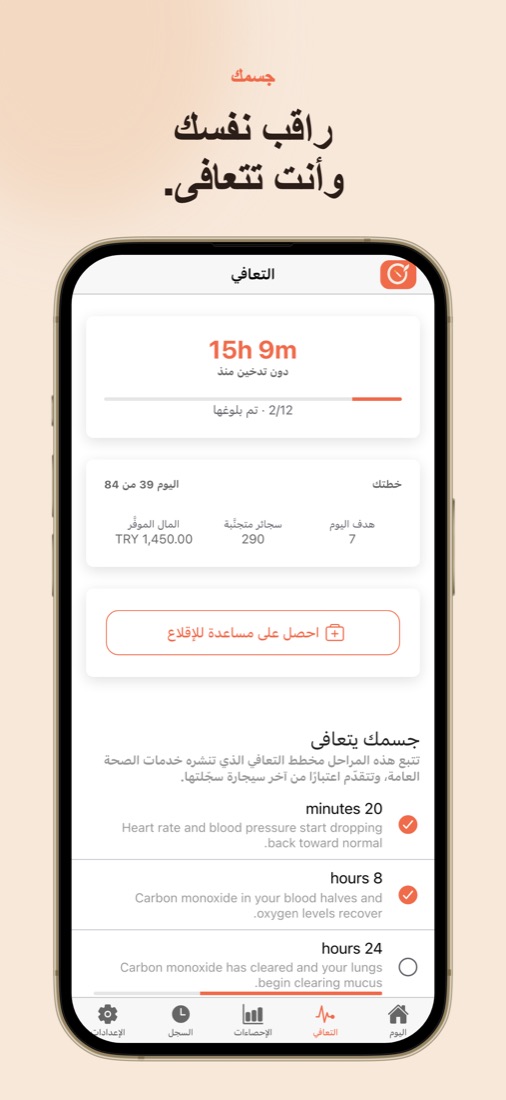 جسمك
راقب نفسك
وأنت تتعافى.
التعافي
15h 9m
دون تدخين منذ
2/12 · تم بلوغها
خطتك
اليوم 39 من 84
هدف اليوم
سجائر متجنَّبة
المال الموفَّر
7
290
TRY 1,450.00
احصل على مساعدة للإقلاع
جسمك يتعافى
تتبع هذه المراحل مخطط التعافي الذي تنشره خدمات الصحة
العامة، وتتقدّم اعتبارًا من آخر سيجارة سجّلتها.
minutes 20
Heart rate and blood pressure start dropping
.back toward normal
hours 8
Carbon monoxide in your blood halves and
.oxygen levels recover
hours 24
Carbon monoxide has cleared and your lungs
.begin clearing mucus
اليوم
التعافي
الإحصاءات
السجل
الإعدادات